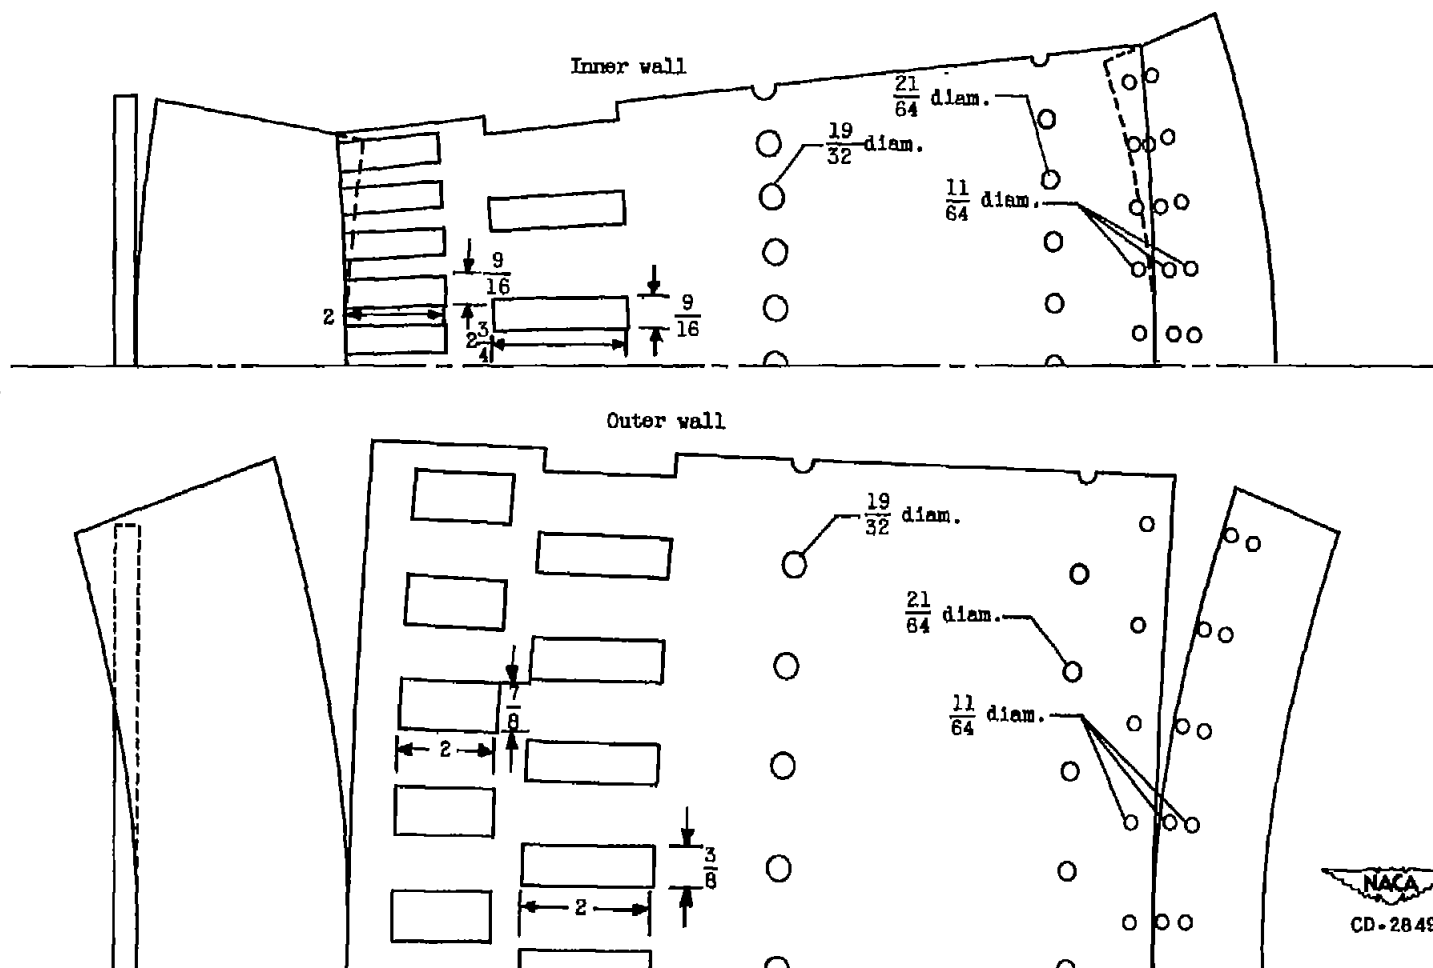 Inner wall
21/64 diam.
19/32 diam.
11/64 diam.
9/16
2
9/16
2 3/4
Outer wall
19/32 diam.
21/64 diam.
7/8
11/64 diam.
2
3/8
2
NACA
CD-2849